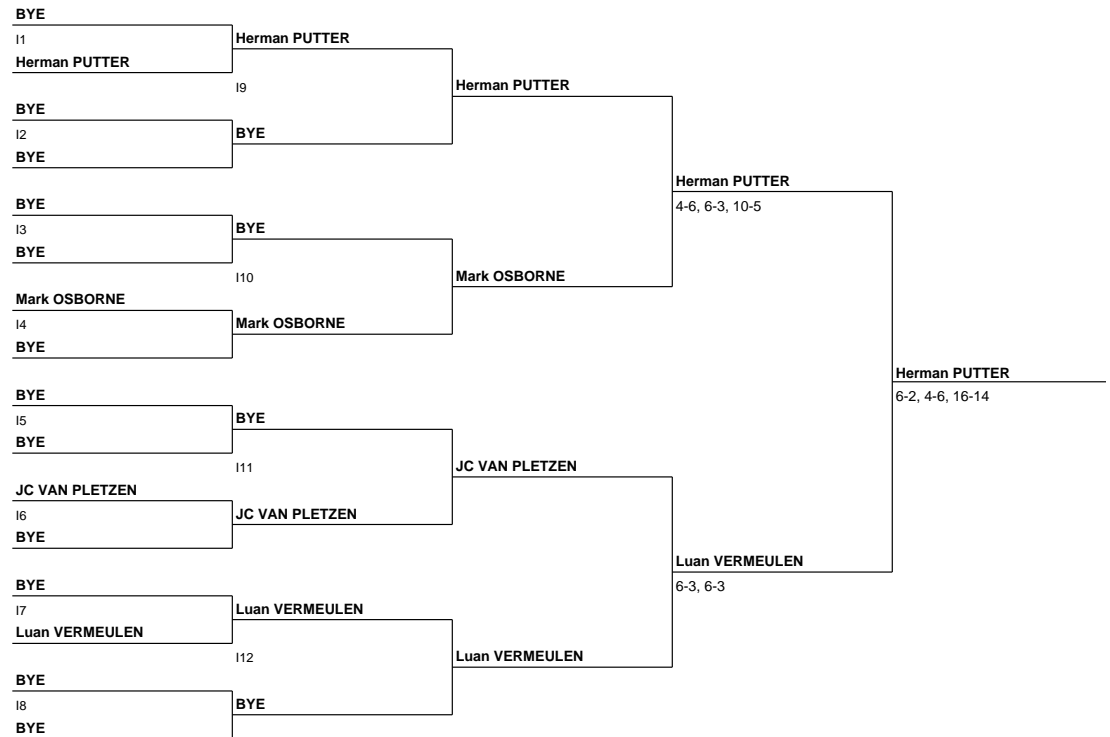 BYE
I1
Herman PUTTER
BYE
I2
BYE
BYE
I3
BYE
Mark OSBORNE
I4
BYE
BYE
I5
BYE
JC VAN PLETZEN
I6
BYE
BYE
I7
Luan VERMEULEN
BYE
I8
BYE
Herman PUTTER
I9
BYE
BYE
I10
Mark OSBORNE
BYE
I11
JC VAN PLETZEN
Luan VERMEULEN
I12
BYE
Herman PUTTER
Mark OSBORNE
JC VAN PLETZEN
Luan VERMEULEN
Herman PUTTER
4-6, 6-3, 10-5
Luan VERMEULEN
6-3, 6-3
Herman PUTTER
6-2, 4-6, 16-14